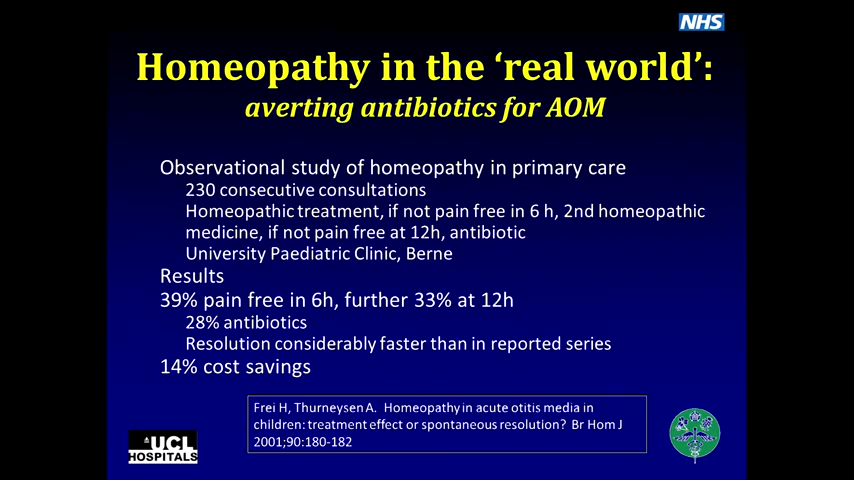 NHS
Homeopathy in the ‘real world’:
averting antibiotics for AOM
Observational study of homeopathy in primary care
230 consecutive consultations
Homeopathic treatment, if not pain free in 6 h, 2nd homeopathic
medicine, if not pain free at 12h, antibiotic
University Paediatric Clinic, Berne
Results
39% pain free in 6h, further 33% at 12h
28% antibiotics
Resolution considerably faster than in reported series
14% cost savings
Frei H, Thurneysen A. Homeopathy in acute otitis media in
children: treatment effect or spontaneous resolution? Br Hom J
2001;90:180-182
UCL
HOSPITALS